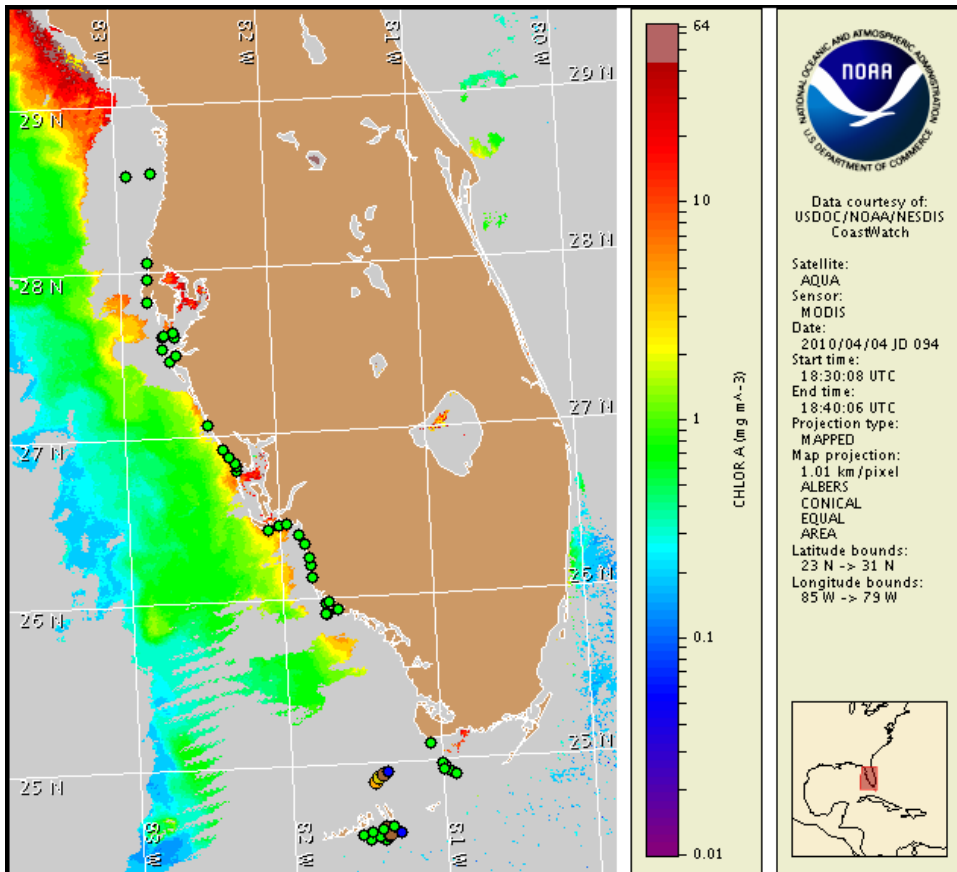 83 W
82 W
81 W
80 W
29 N
29 N
28 N
28 N
27 N
27 N
26 N
26 N
25 N
25 N
83 W
82 W
81 W
64
10
1
0.1
0.01
CHLOR A (mg m^-3)
NATIONAL OCEANIC AND ATMOSPHERIC ADMINISTRATION
NOAA
U.S. DEPARTMENT OF COMMERCE
Data courtesy of:
USDOC/NOAA/NESDIS
CoastWatch
Satellite:
AQUA
Sensor:
MODIS
Date:
2010/04/04 JD 094
Start time:
18:30:08 UTC
End time:
18:40:06 UTC
Projection type:
MAPPED
Map projection:
1.01 km/pixel
ALBERS
CONICAL
EQUAL
AREA
Latitude bounds:
23 N -> 31 N
Longitude bounds:
85 W -> 79 W